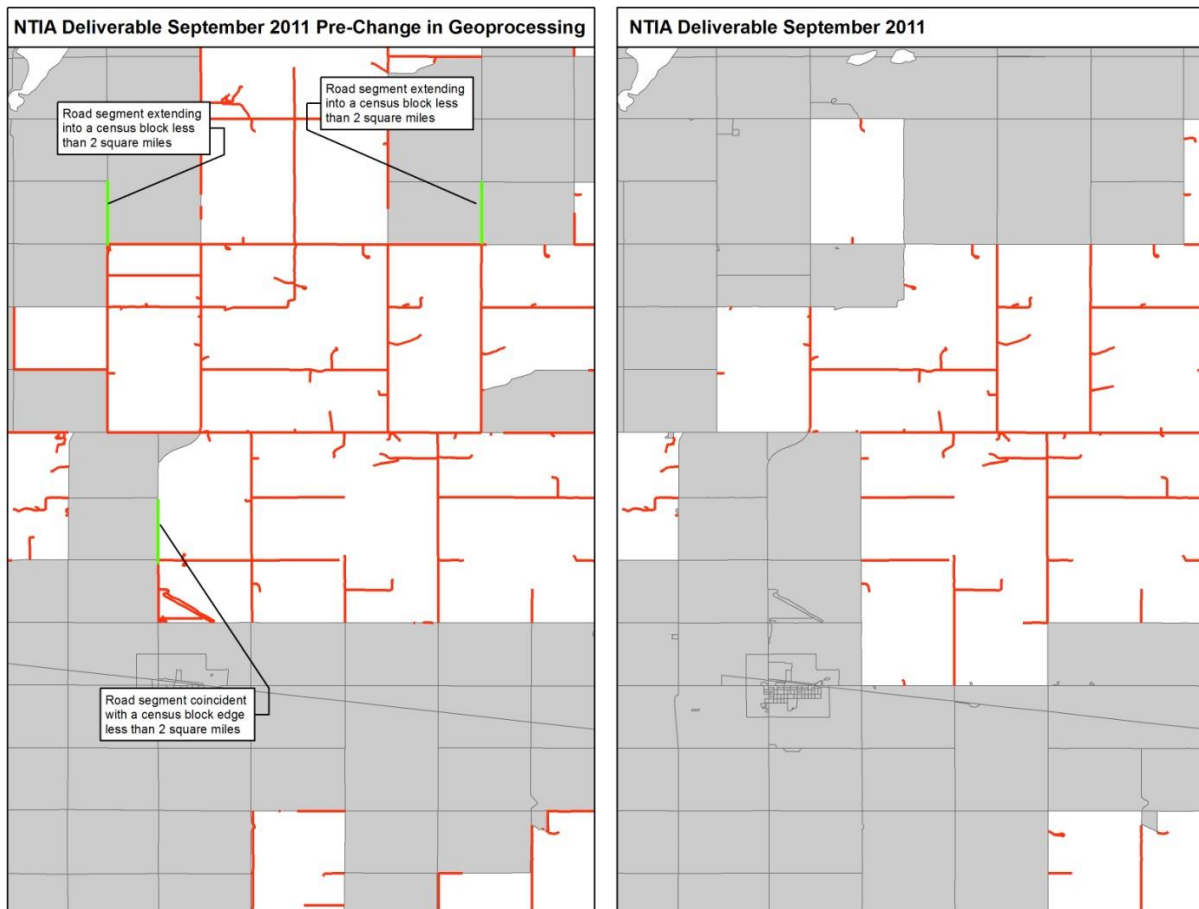 NTIA Deliverable September 2011 Pre-Change in Geoprocessing
Road segment extending
into a census block less
than 2 square miles
Road segment extending
into a census block less
than 2 square miles
Road segment coincident
with a census block edge
less than 2 square miles
NTIA Deliverable September 2011